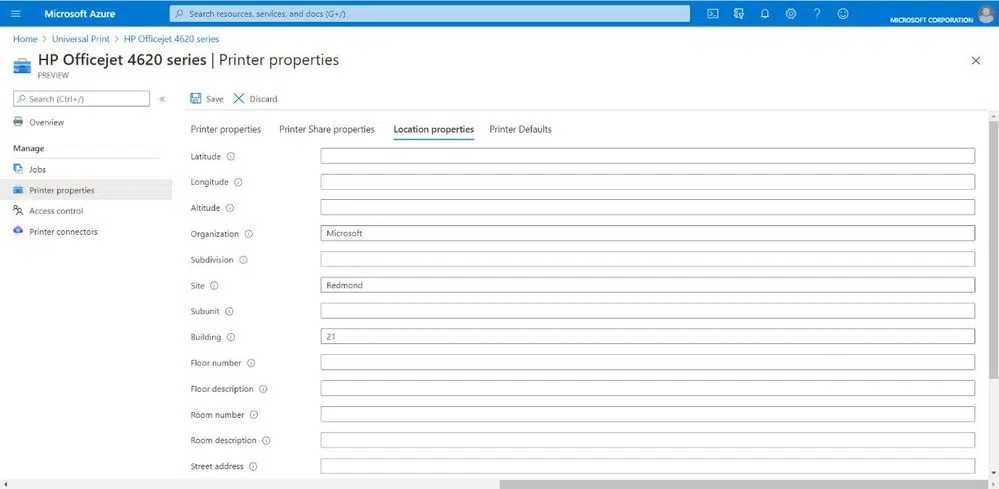 Microsoft Azure
Search resources, services, and docs (G+/)
MICROSOFT CORPORATION
Home > Universal Print > HP Officejet 4620 series
HP Officejet 4620 series | Printer properties
PREVIEW
Search (Ctrl+/)
Overview
Manage
Jobs
Printer properties
Access control
Printer connectors
Save Discard
Printer properties Printer Share properties Location properties Printer Defaults
Latitude
Longitude
Altitude
Organization Microsoft
Subdivision
Site Redmond
Subunit
Building 21
Floor number
Floor description
Room number
Room description
Street address